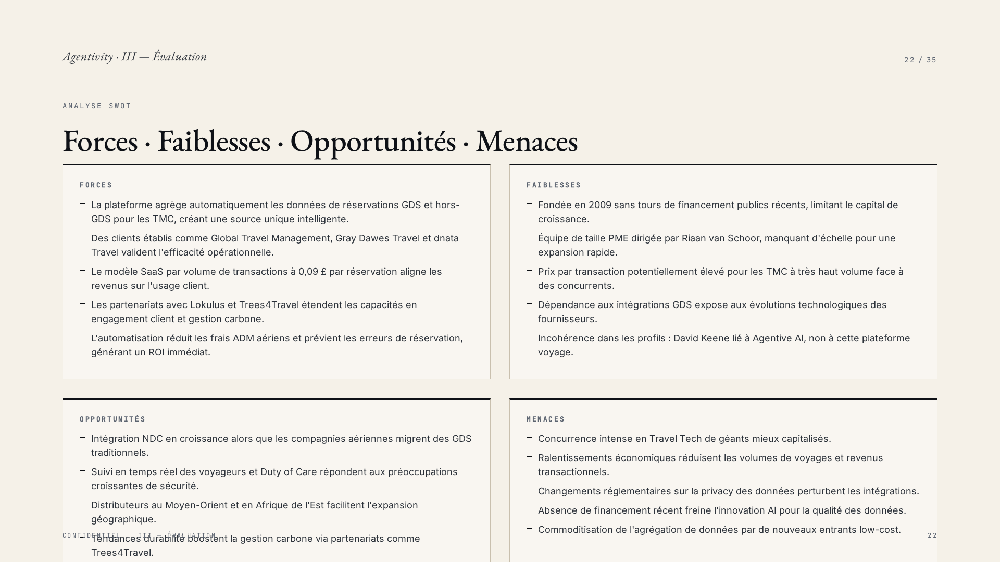 Agentivity · III — Évaluation
22 / 35
ANALYSE SWOT
Forces · Faiblesses · Opportunités · Menaces
FORCES
— La plateforme agrège automatiquement les données de réservations GDS et hors-
GDS pour les TMC, créant une source unique intelligente.
— Des clients établis comme Global Travel Management, Gray Dawes Travel et dnata
Travel valident l'efficacité opérationnelle.
— Le modèle SaaS par volume de transactions à 0,09 £ par réservation aligne les
revenus sur l'usage client.
— Les partenariats avec Lokulus et Trees4Travel étendent les capacités en
engagement client et gestion carbone.
— L'automatisation réduit les frais ADM aériens et prévient les erreurs de réservation,
générant un ROI immédiat.
FAIBLESSES
— Fondée en 2009 sans tours de financement publics récents, limitant le capital de
croissance.
— Équipe de taille PME dirigée par Riaan van Schoor, manquant d'échelle pour une
expansion rapide.
— Prix par transaction potentiellement élevé pour les TMC à très haut volume face à
des concurrents.
— Dépendance aux intégrations GDS expose aux évolutions technologiques des
fournisseurs.
— Incohérence dans les profils : David Keene lié à Agentive AI, non à cette plateforme
voyage.
OPPORTUNITÉS
— Intégration NDC en croissance alors que les compagnies aériennes migrent des GDS
traditionnels.
— Suivi en temps réel des voyageurs et Duty of Care répondent aux préoccupations
croissantes de sécurité.
— Distributeurs au Moyen-Orient et en Afrique de l'Est facilitent l'expansion
géographique.
— Tendances durabilité boostent la gestion carbone via partenariats comme
Trees4Travel.
MENACES
— Concurrence intense en Travel Tech de géants mieux capitalisés.
— Ralentissements économiques réduisent les volumes de voyages et revenus
transactionnels.
— Changements réglementaires sur la privacy des données perturbent les intégrations.
— Absence de financement récent freine l'innovation AI pour la qualité des données.
— Commoditisation de l'agrégation de données par de nouveaux entrants low-cost.
CONFIDENTIEL III — ÉVALUATION
22